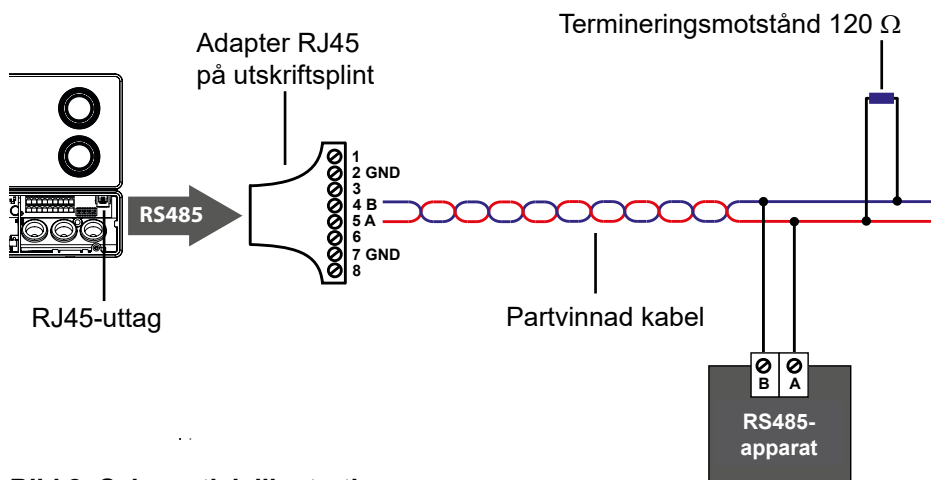 Termineringsmotstånd 120 Ω
Adapter RJ45
på utskriftsplint
1
2 GND
3
4 B
5 A
6
7 GND
8
RS485
RJ45-uttag
Partvinnad kabel
B A
RS485-
apparat